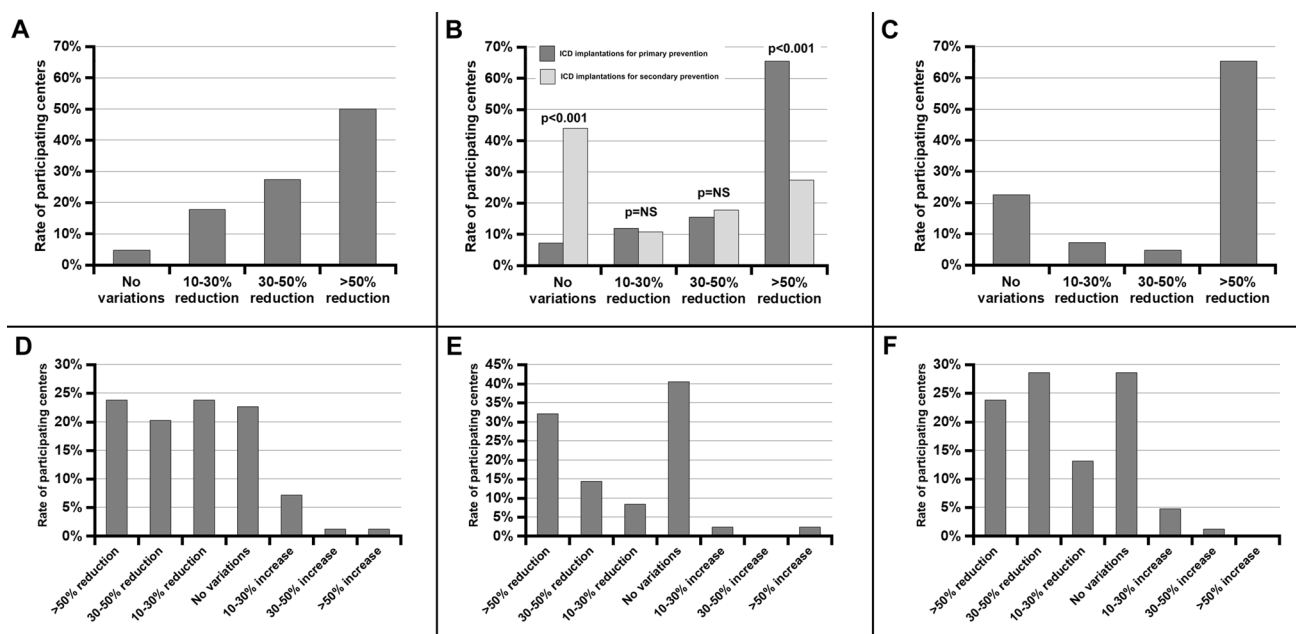 A
Rate of participating centers
70%
60%
50%
40%
30%
20%
10%
0%
No variations
10-30% reduction
30-50% reduction
>50% reduction
B
Rate of participating centers
70%
60%
50%
40%
30%
20%
10%
0%
ICD implantations for primary prevention
ICD implantations for secondary prevention
p<0.001
p=NS
p=NS
p<0.001
No variations
10-30% reduction
30-50% reduction
>50% reduction
C
Rate of participating centers
70%
60%
50%
40%
30%
20%
10%
0%
No variations
10-30% reduction
30-50% reduction
>50% reduction
D
Rate of participating centers
30%
25%
20%
15%
10%
5%
0%
>50% reduction
30-50% reduction
10-30% reduction
No variations
10-30% increase
30-50% increase
>50% increase
E
Rate of participating centers
45%
40%
35%
30%
25%
20%
15%
10%
5%
0%
>50% reduction
30-50% reduction
10-30% reduction
No variations
10-30% increase
30-50% increase
>50% increase
F
Rate of participating centers
30%
25%
20%
15%
10%
5%
0%
>50% reduction
30-50% reduction
10-30% reduction
No variations
10-30% increase
30-50% increase
>50% increase